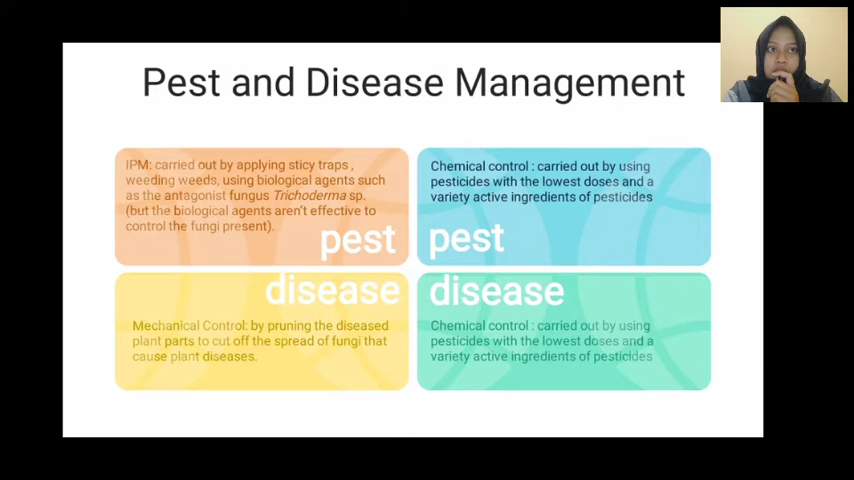 Pest and Disease Management
IPM: carried out by applying sticy traps ,
weeding weeds, using biological agents such
as the antagonist fungus Trichoderma sp.
(but the biological agents aren't effective to
control the fungi present).
pest
Chemical control : carried out by using
pesticides with the lowest doses and a
variety active ingredients of pesticides
pest
disease
Mechanical Control: by pruning the diseased
plant parts to cut off the spread of fungi that
cause plant diseases.
disease
Chemical control : carried out by using
pesticides with the lowest doses and a
variety active ingredients of pesticides